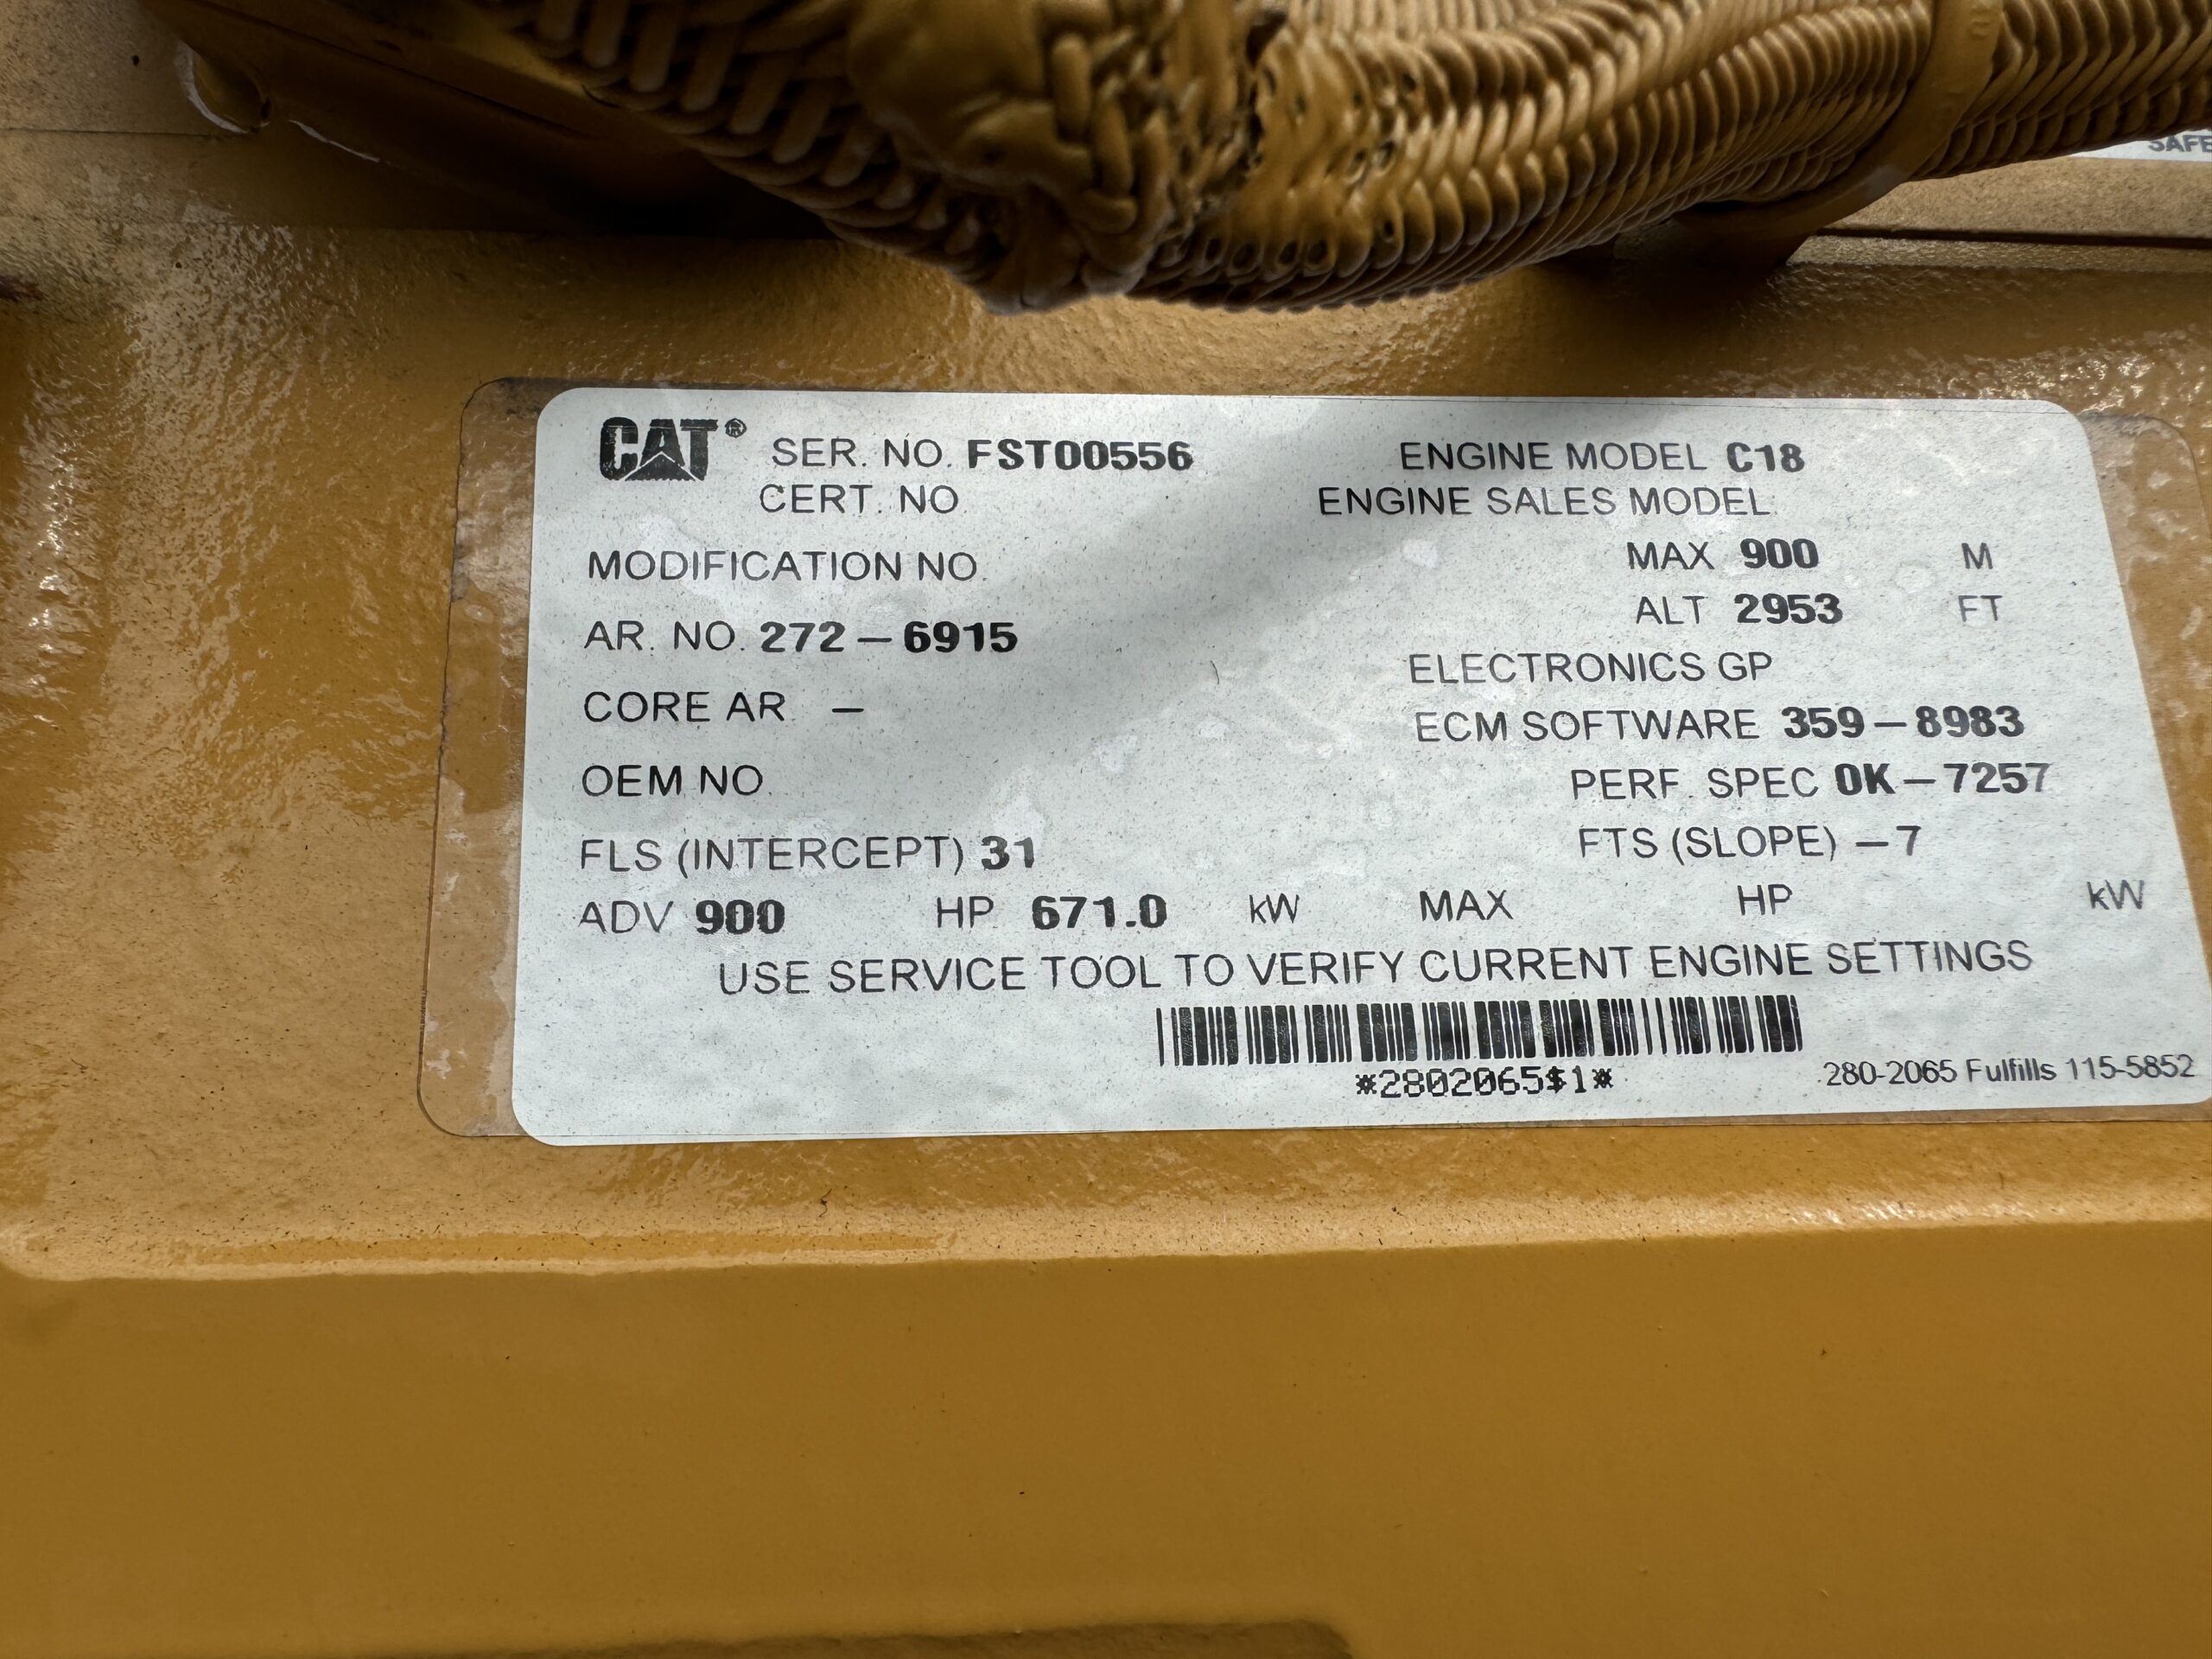 CAT® SER. NO. FST00556 ENGINE MODEL C18
CERT. NO ENGINE SALES MODEL
MODIFICATION NO. MAX 900 M
ALT 2953 FT
AR. NO. 272-6915
ELECTRONICS GP
CORE AR -
ECM SOFTWARE 359-8983
OEM NO
PERF. SPEC 0K-7257
FLS (INTERCEPT) 31 FTS (SLOPE) -7
ADV 900 HP 671.0 kW MAX HP kW
USE SERVICE TOOL TO VERIFY CURRENT ENGINE SETTINGS
*2802065$1*
280-2065 Fulfills 115-5852